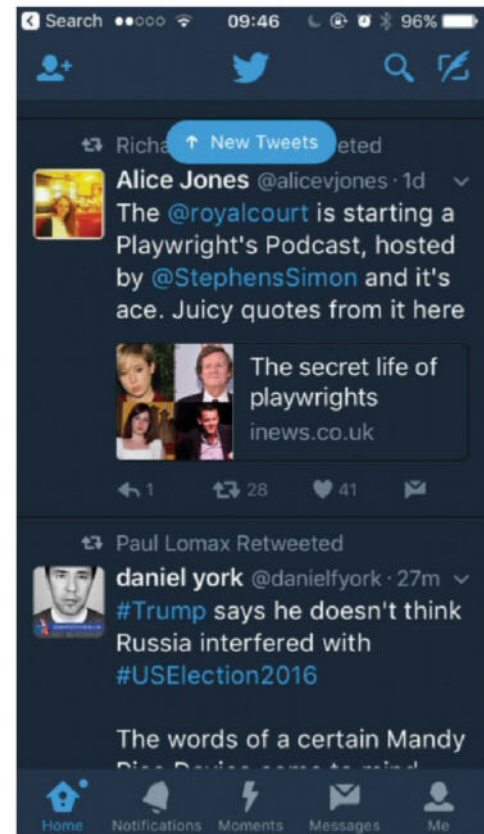 Search 09:46 96%
Richa ↑ New Tweets eted
Alice Jones @alicevjones · 1d
The @royalcourt is starting a
Playwright's Podcast, hosted
by @StephensSimon and it's
ace. Juicy quotes from it here
The secret life of
playwrights
inews.co.uk
1 28 41
Paul Lomax Retweeted
daniel york @danielfyork · 27m
#Trump says he doesn't think
Russia interfered with
#USElection2016
The words of a certain Mandy
Home Notifications Moments Messages Me